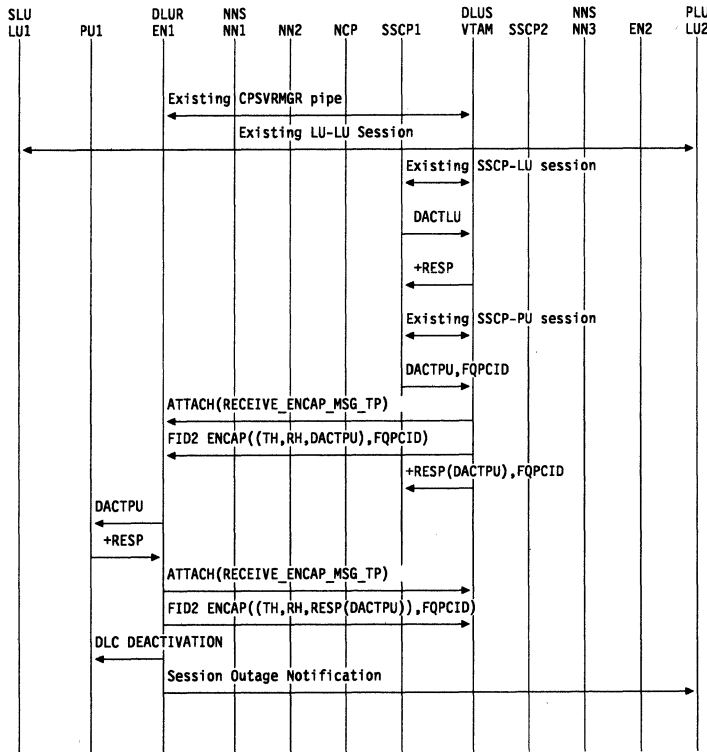 SLU DLUR NNS DLUS NNS PLU
LU1 PU1 EN1 NN1 NN2 NCP SSCP1 VTAM SSCP2 NN3 EN2 LU2
Existing CPSVRMGR pipe
Existing LU-LU Session
Existing SSCP-LU session
DACTLU
+RESP
Existing SSCP-PU session
DACTPU,FQPCID
ATTACH(RECEIVE_ENCAP_MSG_TP)
FID2 ENCAP((TH,RH,DACTPU),FQPCID)
+RESP(DACTPU),FQPCID
DACTPU
+RESP
ATTACH(RECEIVE_ENCAP_MSG_TP)
FID2 ENCAP((TH,RH,RESP(DACTPU)),FQPCID)
DLC DEACTIVATION
Session Outage Notification